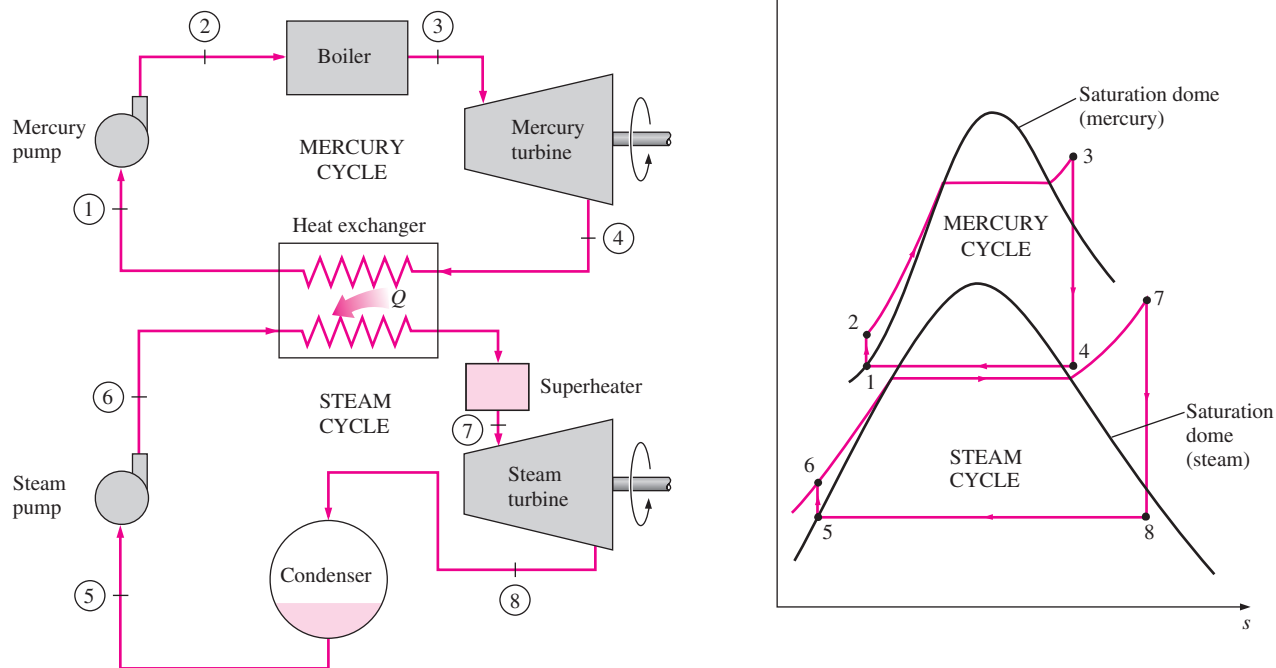 2
3
Boiler
Mercury
pump
MERCURY
CYCLE
Mercury
turbine
1
Heat exchanger
4
Q
6
STEAM
CYCLE
Superheater
7
Steam
pump
Steam
turbine
Condenser
5
8
Saturation dome
(mercury)
3
MERCURY
CYCLE
7
2
4
1
Saturation
dome
(steam)
6
STEAM
CYCLE
5
8
s